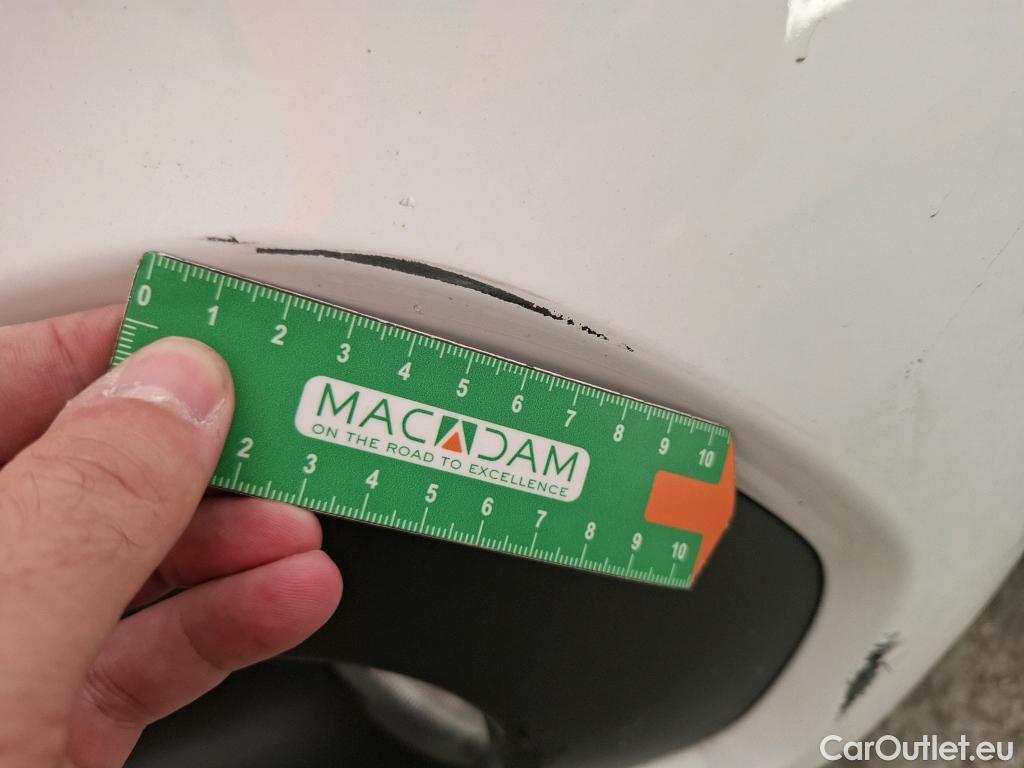 0 1 2 3 4 5 6 7 8 9 10
MACADAM
ON THE ROAD TO EXCELLENCE
2 3 4 5 6 7 8 9 10
CarOutlet.eu